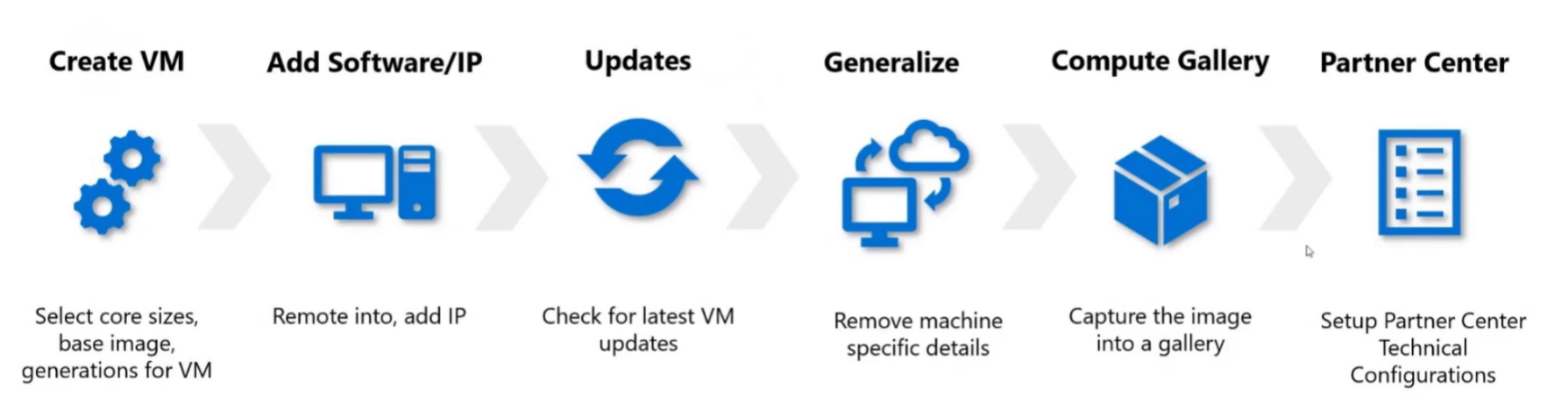 Create VM
Add Software/IP
Updates
Generalize
Compute Gallery
Partner Center
Select core sizes,
base image,
generations for VM
Remote into, add IP
Check for latest VM
updates
Remove machine
specific details
Capture the image
into a gallery
Setup Partner Center
Technical
Configurations